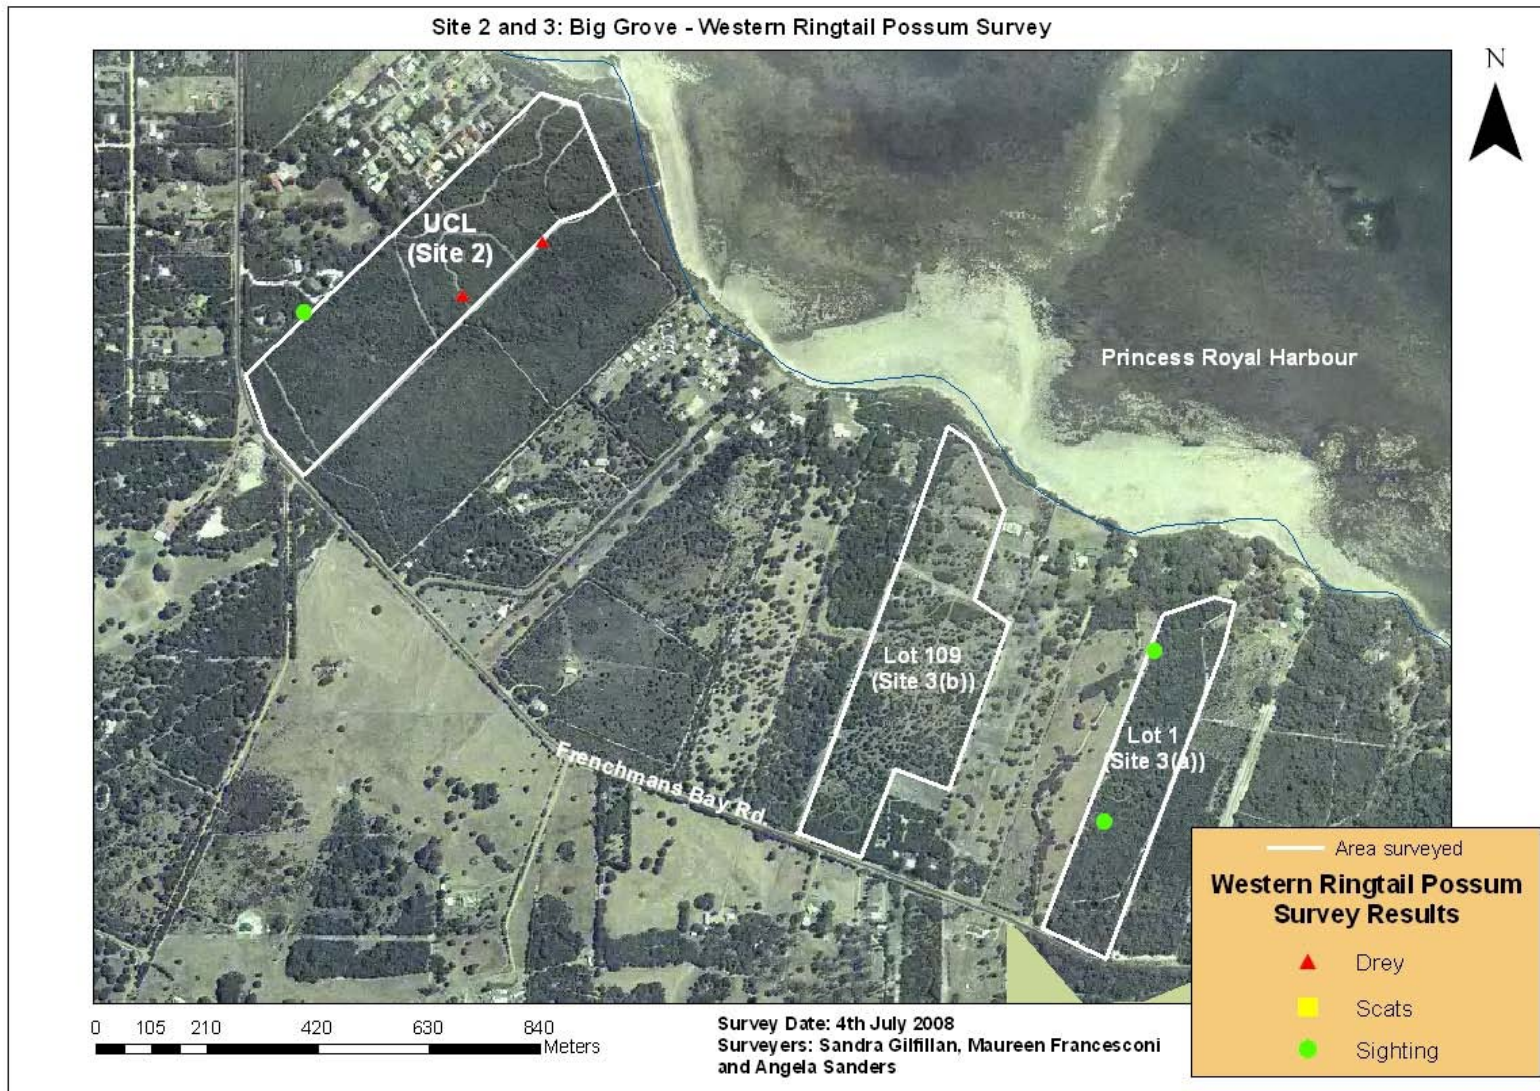 Site 2 and 3: Big Grove - Western Ringtail Possum Survey
N
UCL
(Site 2)
Princess Royal Harbour
Lot 109
(Site 3(b))
Lot 1
(Site 3(a))
Frenchmans Bay Rd.
Area surveyed
Western Ringtail Possum
Survey Results
Drey
Scats
Sighting
0 105 210 420 630 840
Meters
Survey Date: 4th July 2008
Surveyers: Sandra Gilfillan, Maureen Francesconi
and Angela Sanders